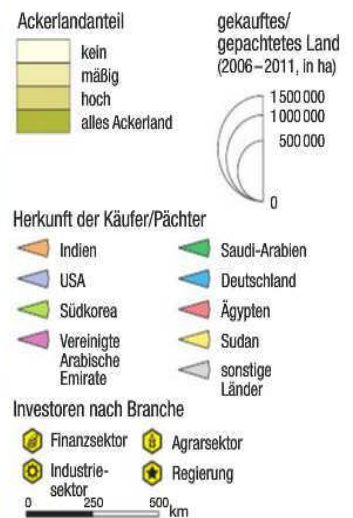 Ackerlandanteil
kein
mäßig
hoch
alles Ackerland
gekauftes/
gepachtetes Land
(2006–2011, in ha)
1 500 000
1 000 000
500 000
0
Herkunft der Käufer/Pächter
Indien
USA
Südkorea
Vereinigte
Arabische
Emirate
Saudi-Arabien
Deutschland
Ägypten
Sudan
sonstige
Länder
Investoren nach Branche
Finanzsektor
Agrarsektor
Industrie-
sektor
Regierung
0 250 500 km